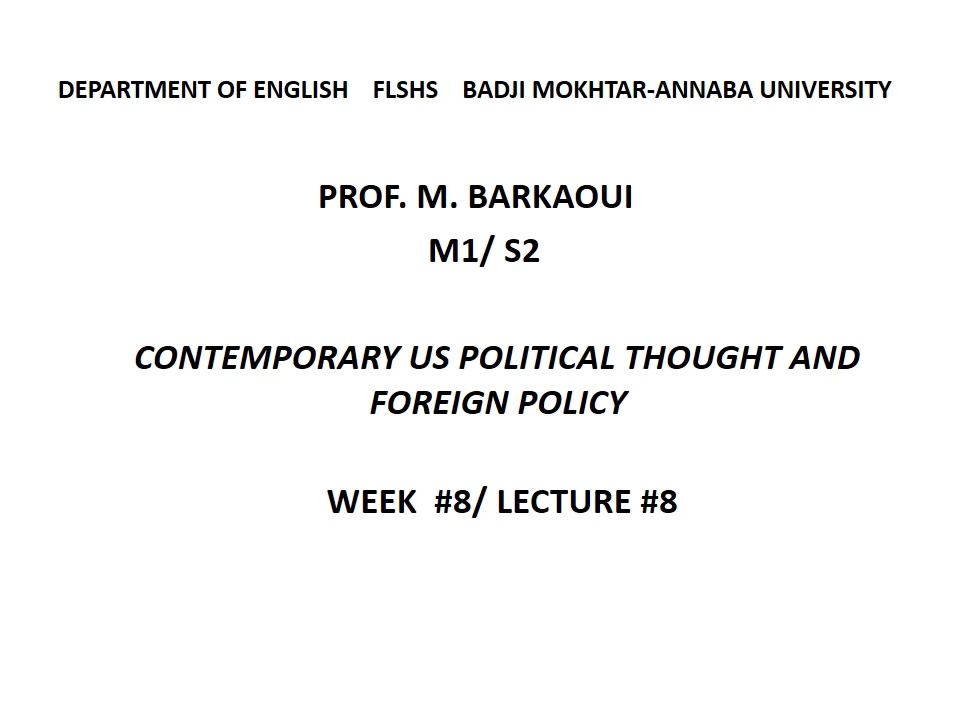 DEPARTMENT OF ENGLISH FLSHS BADJI MOKHTAR-ANNABA UNIVERSITY
PROF. M. BARKAOUI
M1/ S2
CONTEMPORARY US POLITICAL THOUGHT AND
FOREIGN POLICY
WEEK #8/ LECTURE #8